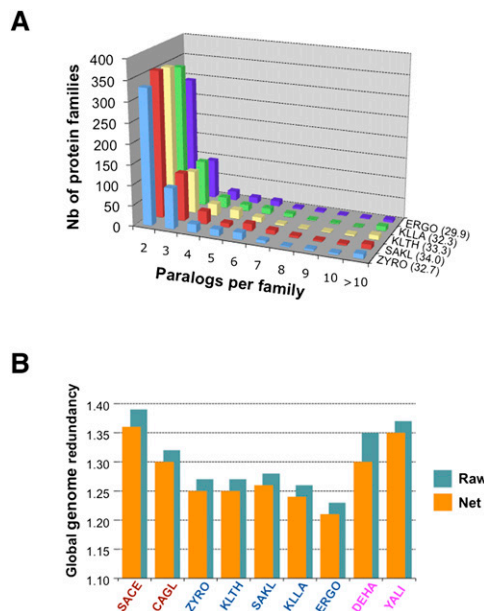 A
Nb of protein families
400
350
300
250
200
150
100
50
0
2 3 4 5 6 7 8 9 10 >10
Paralogs per family
ERGO (29.9)
KLLA (32.3)
KLTH (33.3)
SAKL (34.0)
ZYRO (32.7)
B
Global genome redundancy
1.40
1.35
1.30
1.25
1.20
1.15
1.10
SACE CAGL ZYRO KLTH SAKL KLLA ERGO DEHA YALI
Raw
Net